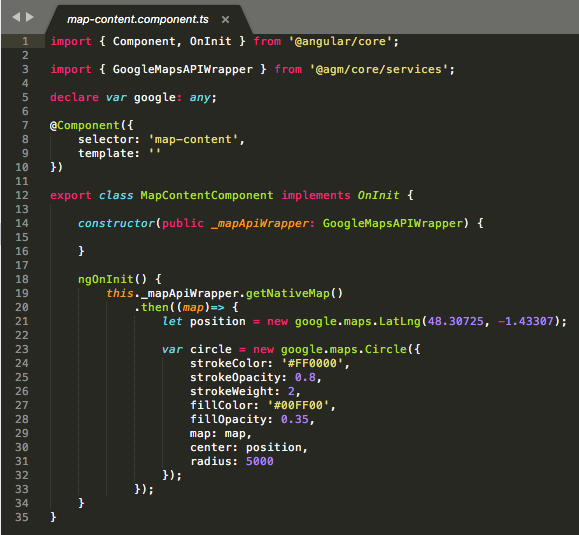 map-content.component.ts ×
1 import { Component, OnInit } from '@angular/core';
2
3 import { GoogleMapsAPIWrapper } from '@agm/core/services';
4
5 declare var google: any;
6
7 @Component({
8     selector: 'map-content',
9     template: ''
10 })
11
12 export class MapContentComponent implements OnInit {
13
14     constructor(public _mapApiWrapper: GoogleMapsAPIWrapper) {
15
16     }
17
18     ngOnInit() {
19         this._mapApiWrapper.getNativeMap()
20             .then((map)=> {
21                 let position = new google.maps.LatLng(48.30725, -1.43307);
22
23                 var circle = new google.maps.Circle({
24                     strokeColor: '#FF0000',
25                     strokeOpacity: 0.8,
26                     strokeWeight: 2,
27                     fillColor: '#00FF00',
28                     fillOpacity: 0.35,
29                     map: map,
30                     center: position,
31                     radius: 5000
32                 });
33             });
34     }
35 }